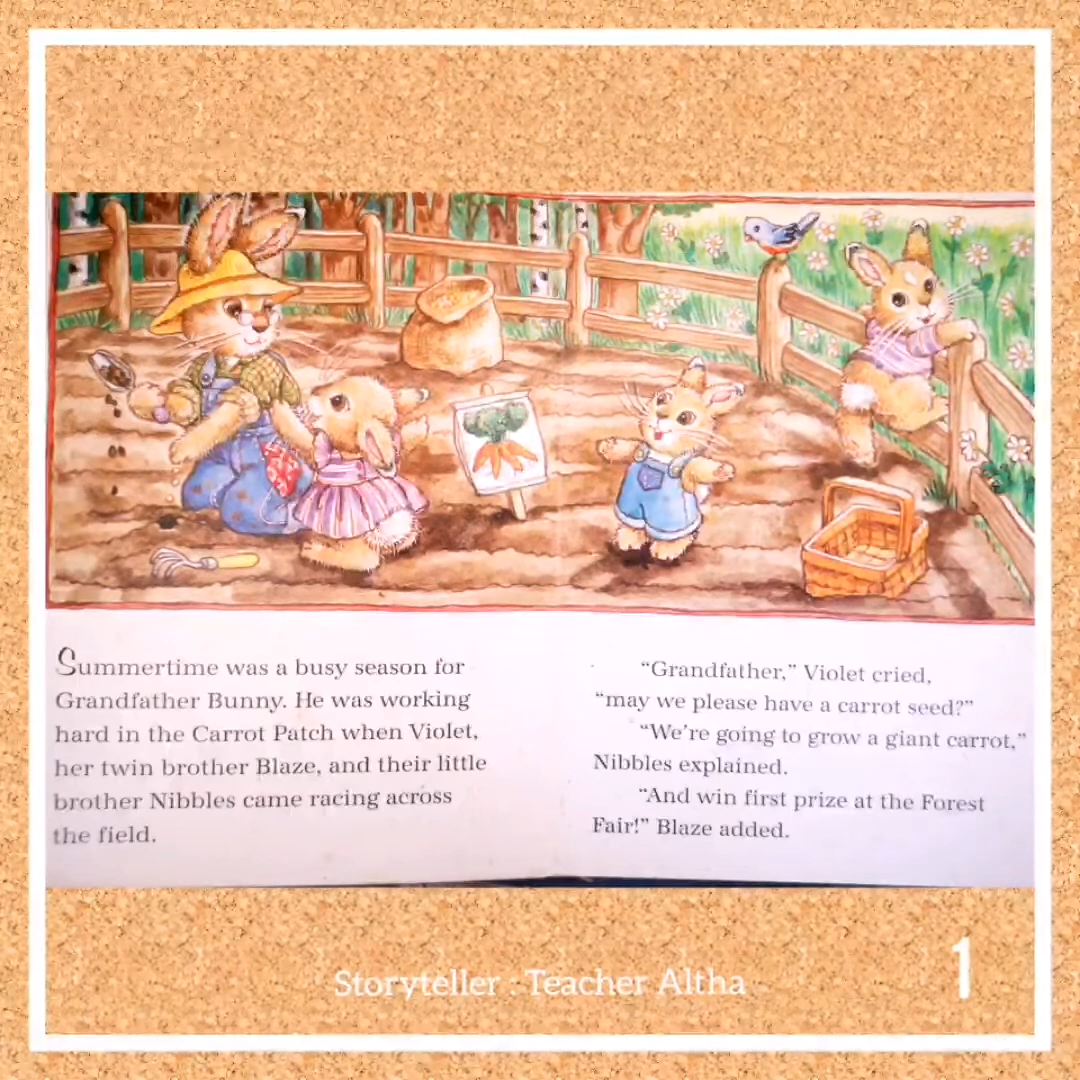 Summertime was a busy season for
Grandfather Bunny. He was working
hard in the Carrot Patch when Violet,
her twin brother Blaze, and their little
brother Nibbles came racing across
the field.
“Grandfather,” Violet cried,
“may we please have a carrot seed?”
“We’re going to grow a giant carrot,”
Nibbles explained.
“And win first prize at the Forest
Fair!” Blaze added.
Storyteller : Teacher Altha
1